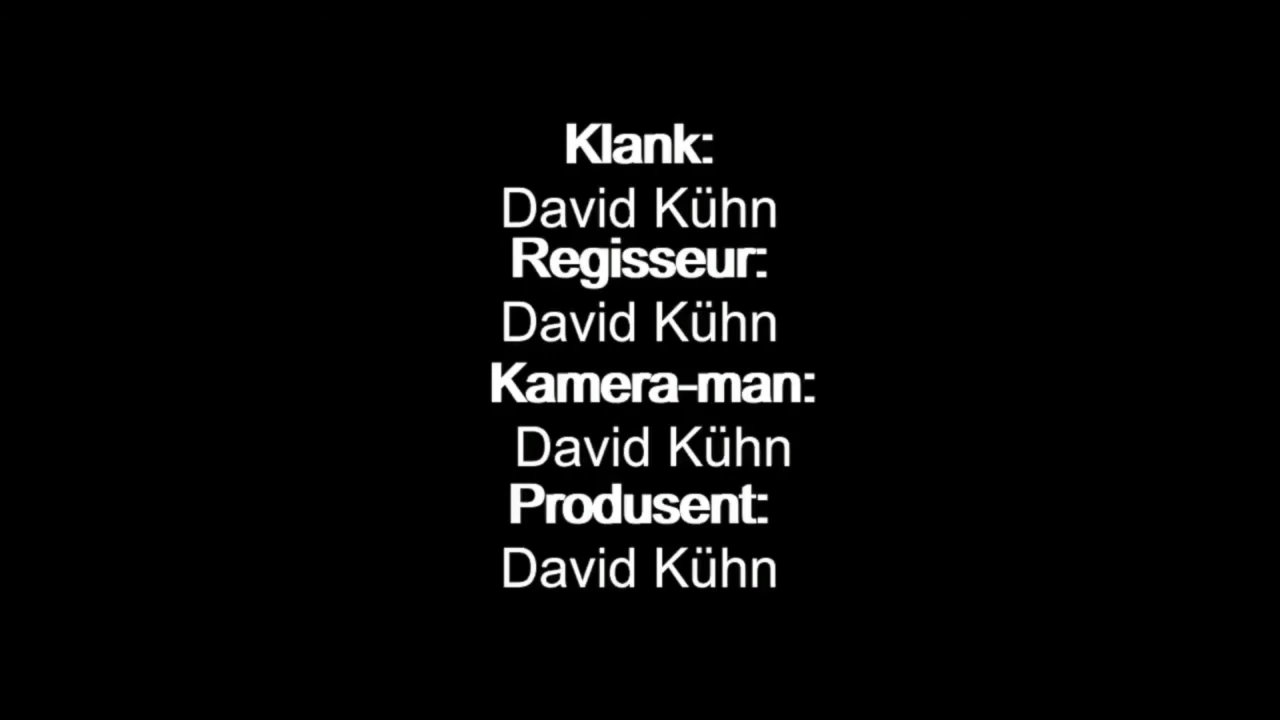 Klank:
David Kühn
Regisseur:
David Kühn
Kamera-man:
David Kühn
Produsent:
David Kühn